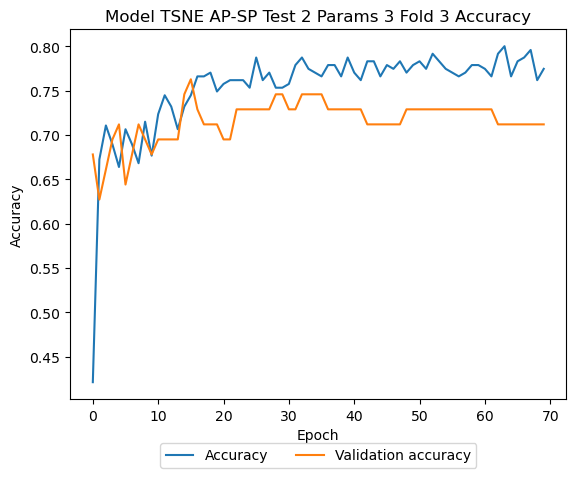 Model TSNE AP-SP Test 2 Params 3 Fold 3 Accuracy
0.80
0.75
0.70
0.65
0.60
0.55
0.50
0.45
Accuracy
0 10 20 30 40 50 60 70
Epoch
Accuracy Validation accuracy